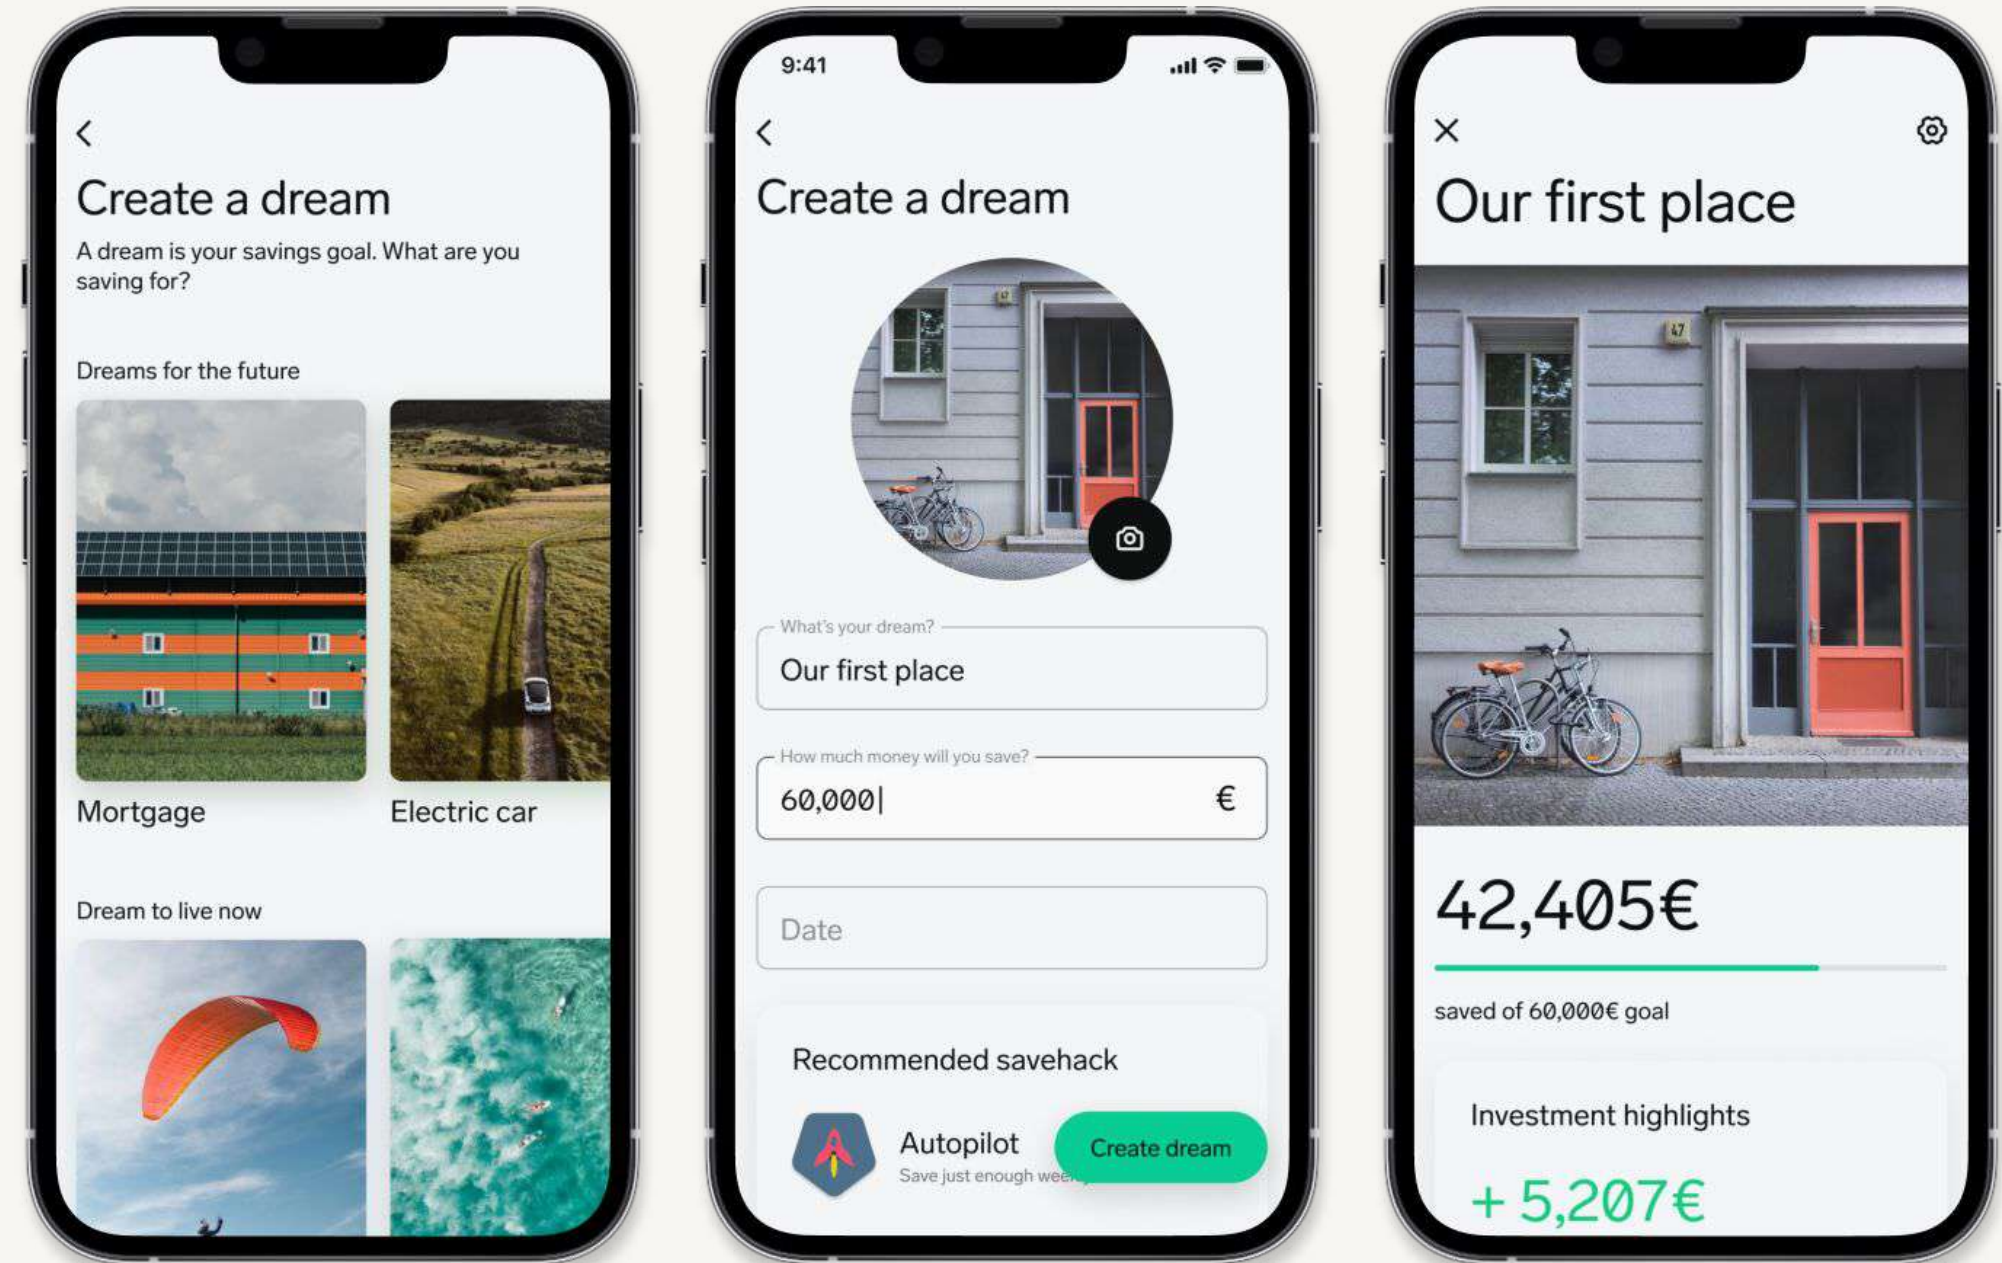 Create a dream
A dream is your savings goal. What are you
saving for?
Dreams for the future
Mortgage
Electric car
Dream to live now
9:41
Create a dream
47
What's your dream?
Our first place
How much money will you save?
60,000
€
Date
Recommended savehack
Autopilot
Save just enough
Create dream
Our first place
47
42,405€
saved of 60,000€ goal
Investment highlights
+ 5,207€